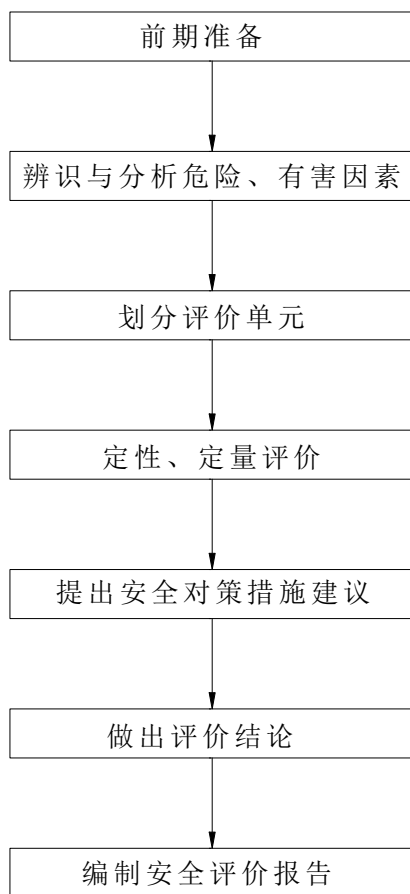 前期准备
辨识与分析危险、有害因素
划分评价单元
定性、定量评价
提出安全对策措施建议
做出评价结论
编制安全评价报告